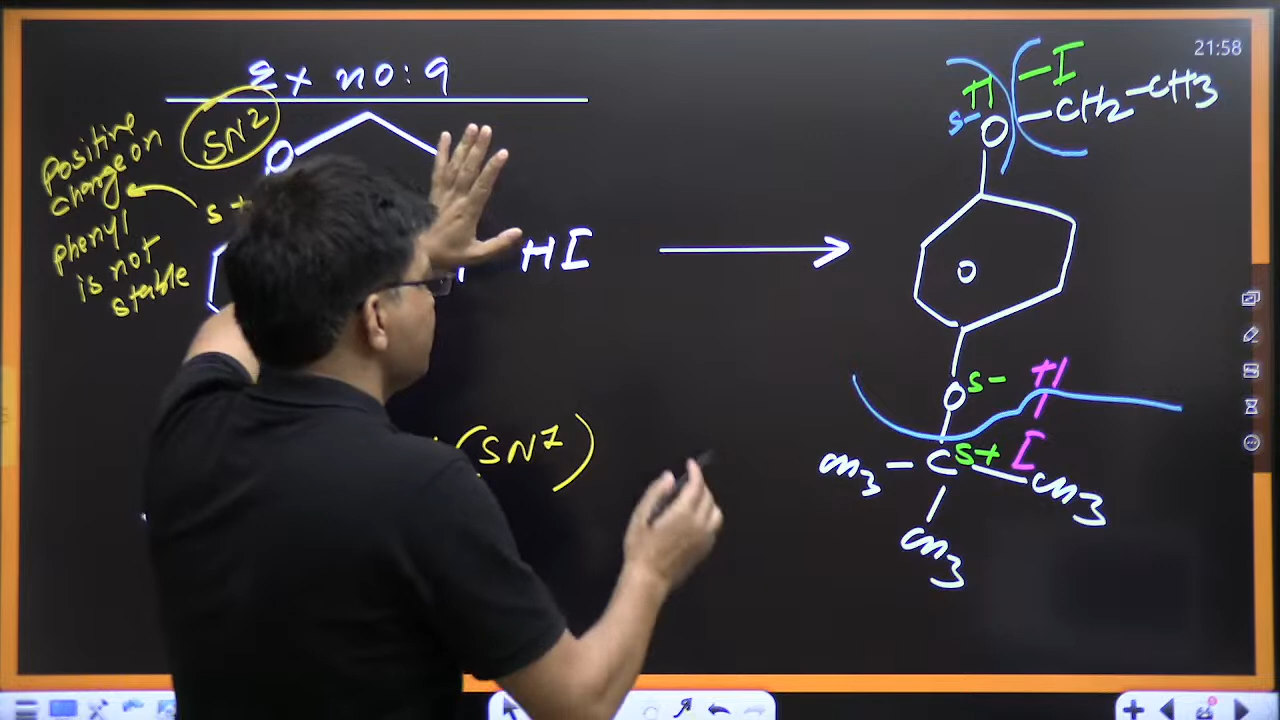 21:58
Ex no: 9
SN2
Positive
charge on
phenyl
is not
stable
O
s+
HI
(SN1)
H – I
s-
O – CH2–CH3
O
O s-
H
CH3 – C s+ I
CH3
CH3